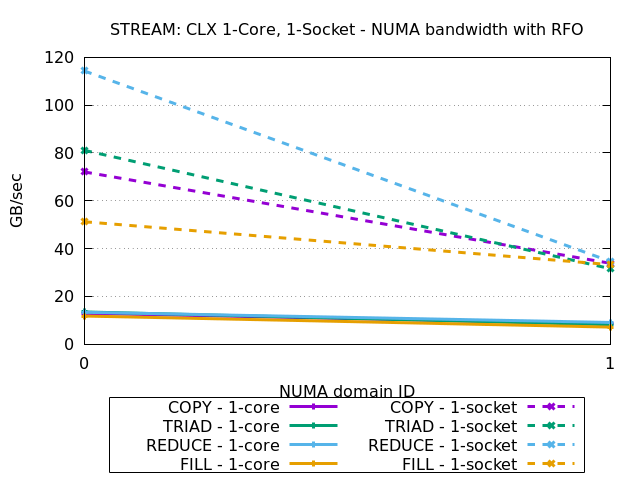 STREAM: CLX 1-Core, 1-Socket - NUMA bandwidth with RFO
120
100
80
60
40
20
0
GB/sec
0 1
NUMA domain ID
COPY - 1-core COPY - 1-socket
TRIAD - 1-core TRIAD - 1-socket
REDUCE - 1-core REDUCE - 1-socket
FILL - 1-core FILL - 1-socket